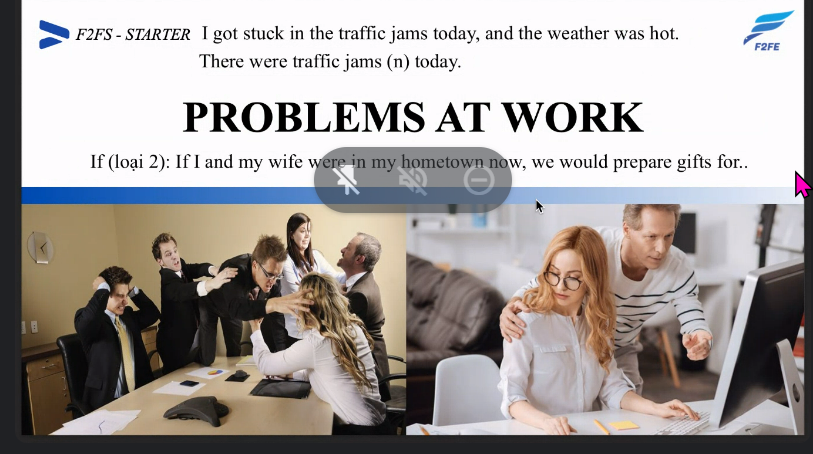 F2FS - STARTER I got stuck in the traffic jams today, and the weather was hot.
F2FE
There were traffic jams (n) today.
PROBLEMS AT WORK
If (loại 2): If I and my wife were in my hometown now, we would prepare gifts for..